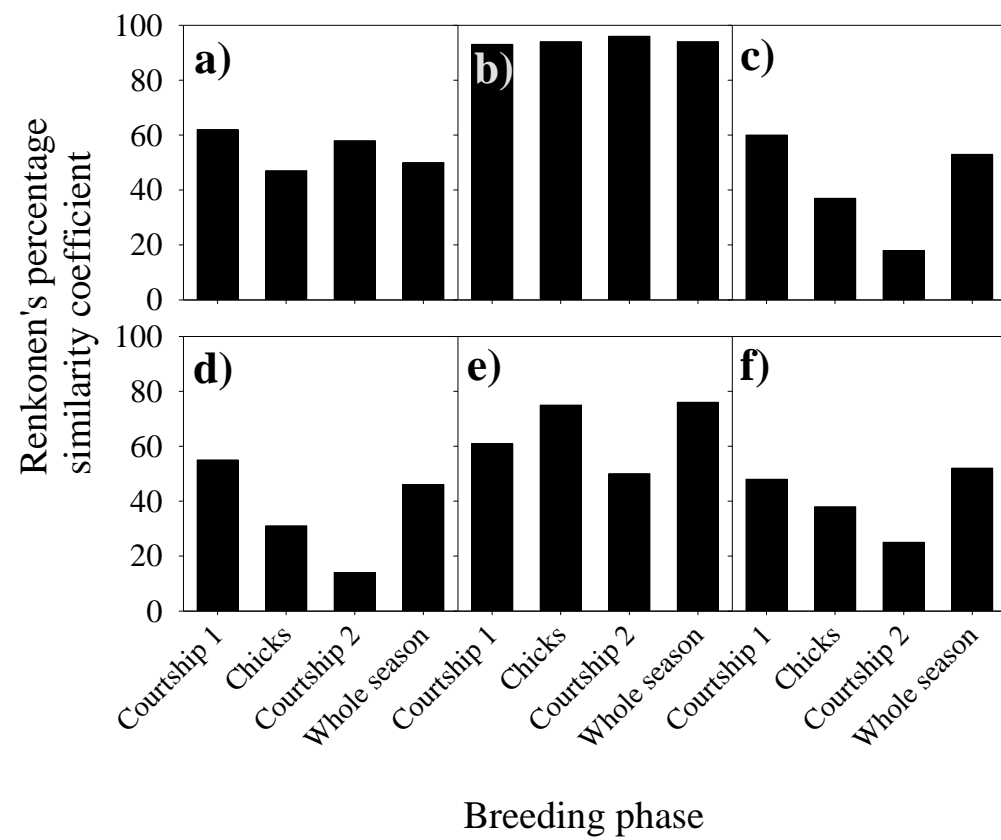 Renkonen's percentage
similarity coefficient
100
80
60
40
20
0
a)
b)
c)
100
80
60
40
20
0
d)
e)
f)
Courtship 1
Chicks
Courtship 2
Whole season
Courtship 1
Chicks
Courtship 2
Whole season
Courtship 1
Chicks
Courtship 2
Whole season
Breeding phase